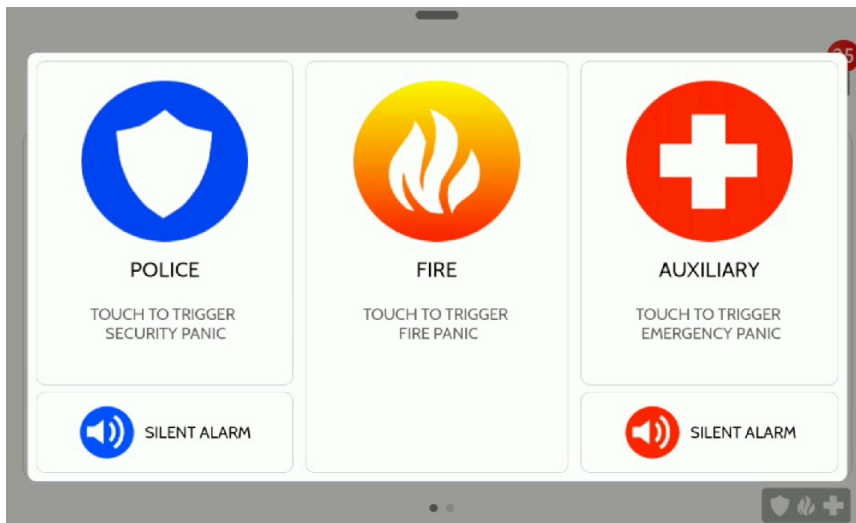 POLICE
TOUCH TO TRIGGER
SECURITY PANIC
SILENT ALARM
FIRE
TOUCH TO TRIGGER
FIRE PANIC
AUXILIARY
TOUCH TO TRIGGER
EMERGENCY PANIC
SILENT ALARM